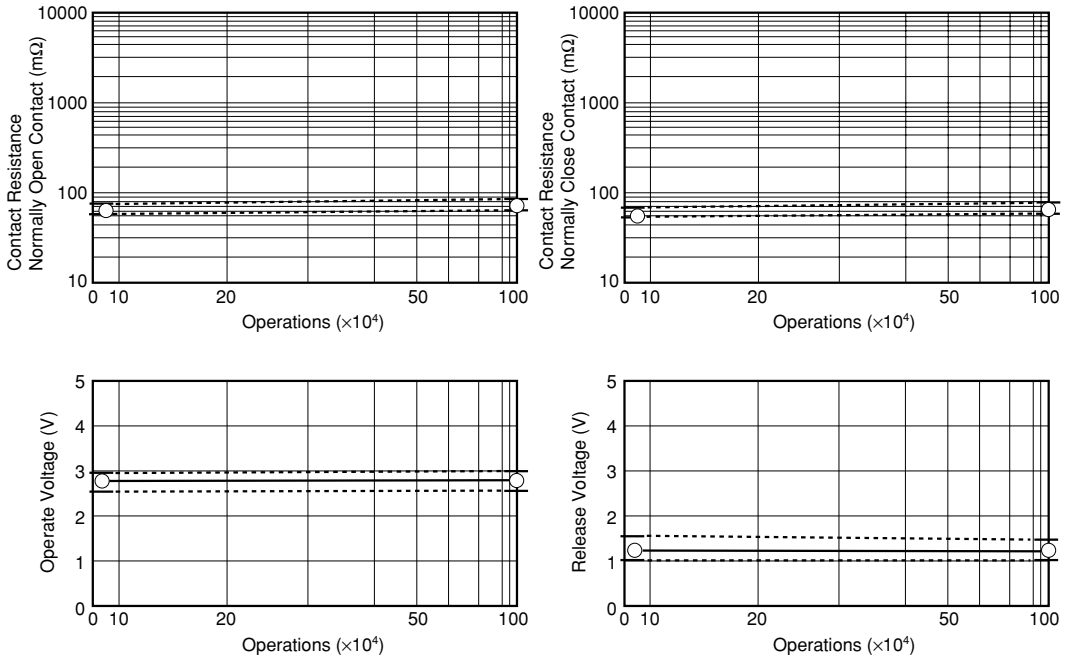 Contact Resistance
Normally Open Contact (mΩ)
10000
1000
100
10
0 10 20 50 100
Operations (×10⁴)
Contact Resistance
Normally Close Contact (mΩ)
10000
1000
100
10
0 10 20 50 100
Operations (×10⁴)
Operate Voltage (V)
5
4
3
2
1
0
0 10 20 50 100
Operations (×10⁴)
Release Voltage (V)
5
4
3
2
1
0
0 10 20 50 100
Operations (×10⁴)